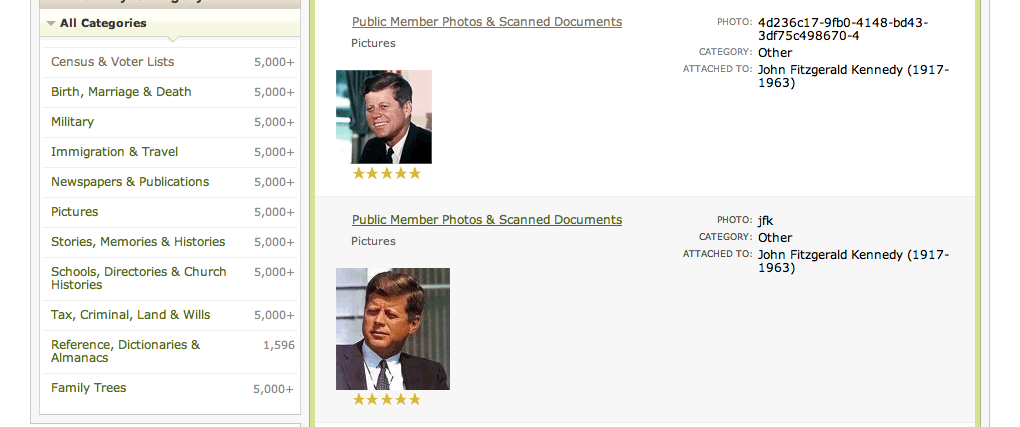 All Categories
Census & Voter Lists 5,000+
Birth, Marriage & Death 5,000+
Military 5,000+
Immigration & Travel 5,000+
Newspapers & Publications 5,000+
Pictures 5,000+
Stories, Memories & Histories 5,000+
Schools, Directories & Church 5,000+
Histories
Tax, Criminal, Land & Wills 5,000+
Reference, Dictionaries & 1,596
Almanacs
Family Trees 5,000+
Public Member Photos & Scanned Documents
Pictures
PHOTO: 4d236c17-9fb0-4148-bd43-
3df75c498670-4
CATEGORY: Other
ATTACHED TO: John Fitzgerald Kennedy (1917-
1963)
Public Member Photos & Scanned Documents
Pictures
PHOTO: jfk
CATEGORY: Other
ATTACHED TO: John Fitzgerald Kennedy (1917-
1963)